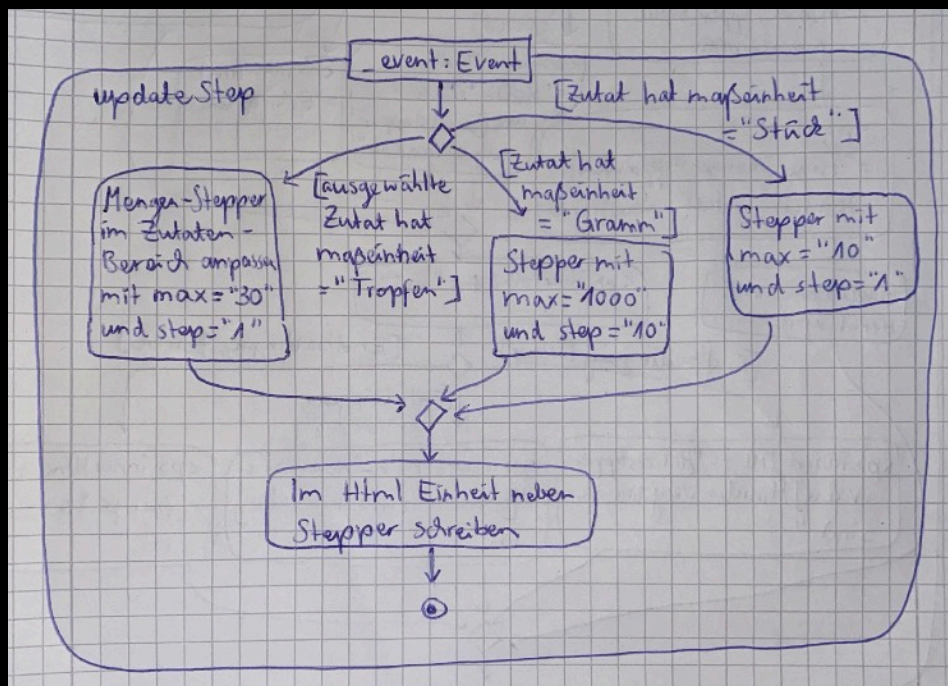 _event: Event
updateStep
[Zutat hat maßeinheit
="Stück"]
[Zutat hat
maßeinheit
= "Gramm"]
[ausgewählte
Zutat hat
maßeinheit
="Tropfen"]
Mengen-Stepper
im Zutaten-
Bereich anpassen
mit max="30"
und step="1"
Stepper mit
max="1000"
und step="10"
Stepper mit
max="10"
und step="1"
Im Html Einheit neben
Stepper schreiben